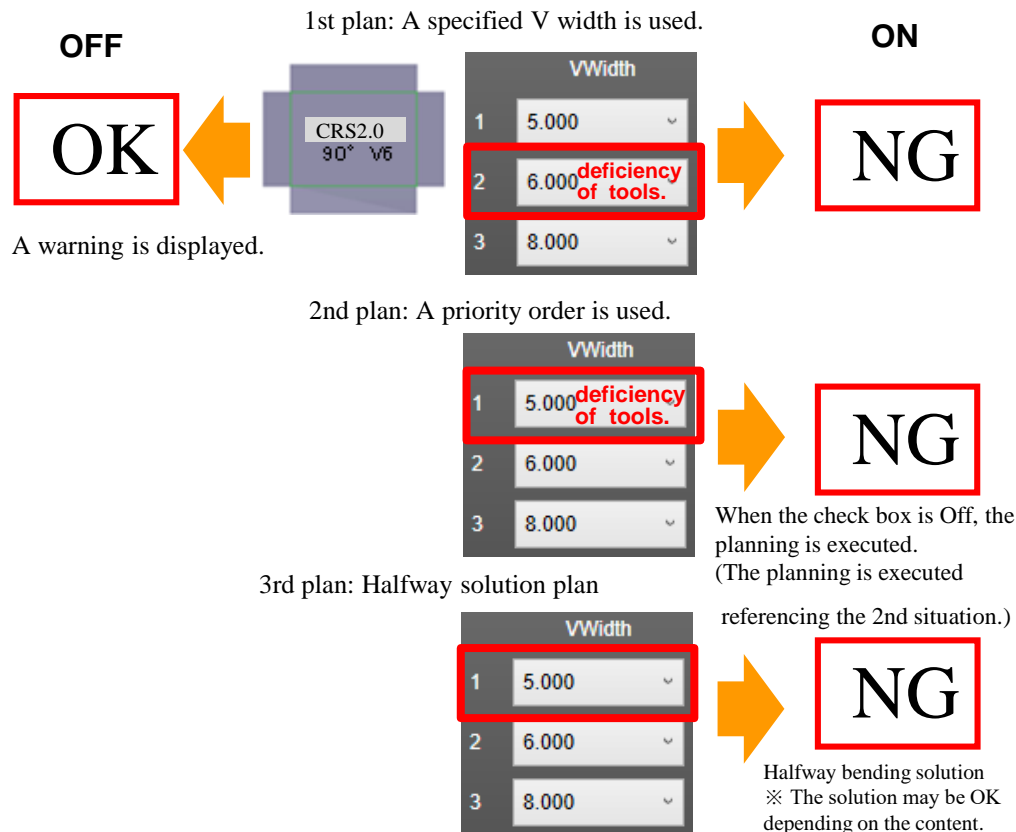 1st plan: A specified V width is used.
OFF
ON
OK
CRS2.0
90° V6
VWidth
1 5.000
2 6.000 deficiency
of tools.
3 8.000
NG
A warning is displayed.
2nd plan: A priority order is used.
VWidth
1 5.000 deficiency
of tools.
2 6.000
3 8.000
NG
When the check box is Off, the
planning is executed.
(The planning is executed
referencing the 2nd situation.)
3rd plan: Halfway solution plan
VWidth
1 5.000
2 6.000
3 8.000
NG
Halfway bending solution
※ The solution may be OK
depending on the content.